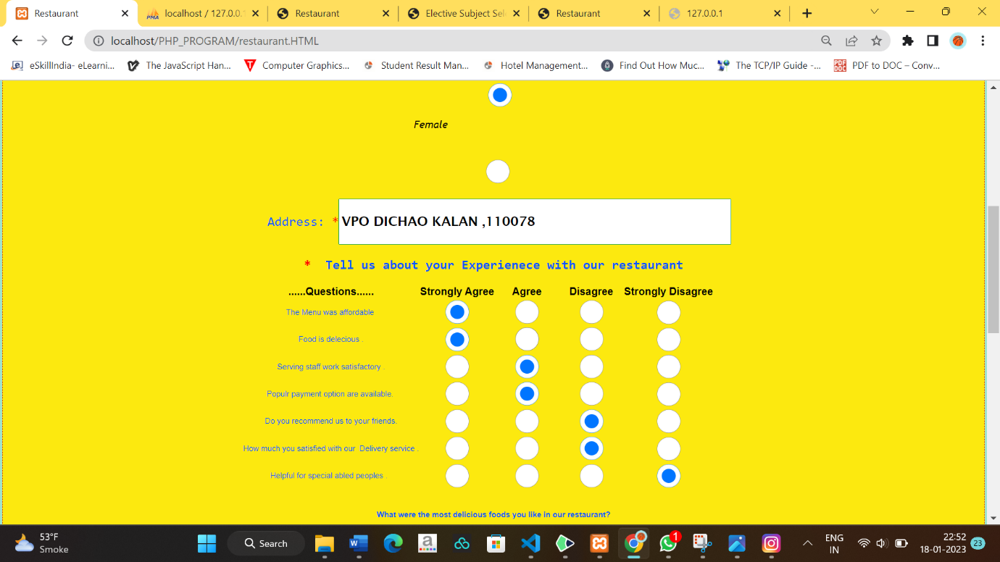 Restaurant
localhost / 127.0.0.1
Restaurant
Elective Subject Sel
Restaurant
127.0.0.1
localhost/PHP_PROGRAM/restaurant.HTML
eSkillIndia- eLearni...
The JavaScript Han...
Computer Graphics...
Student Result Man...
Hotel Management...
Find Out How Muc...
The TCP/IP Guide -...
PDF to DOC – Conv...
Female
Address: * VPO DICHAO KALAN ,110078
* Tell us about your Experienece with our restaurant
......Questions...... Strongly Agree Agree Disagree Strongly Disagree
The Menu was affordable
Food is delecious .
Serving staff work satisfactory .
Populr payment option are available.
Do you recommend us to your friends.
How much you satisfied with our Delivery service .
Helpful for special abled peoples .
What were the most delicious foods you like in our restaurant?
53°F
Smoke
Search
1
ENG
IN
22:52
18-01-2023
23